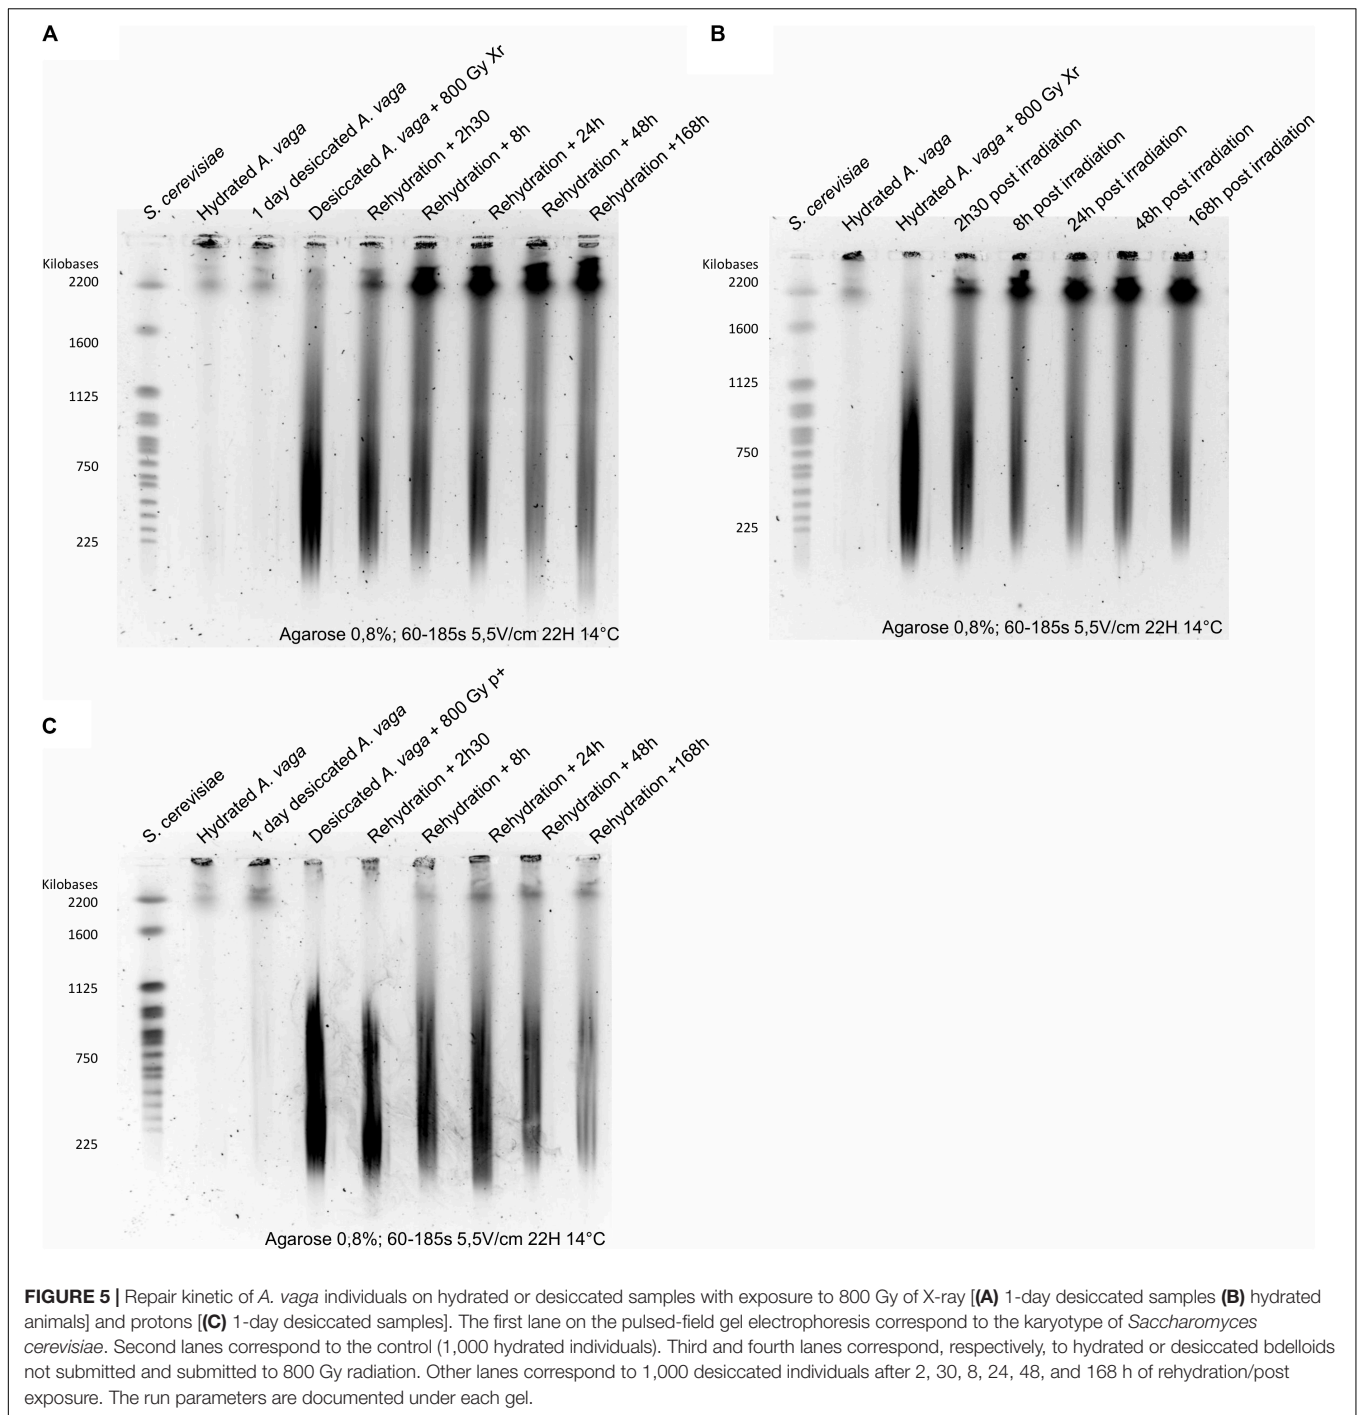 A
S. cerevisiae
Hydrated A. vaga
1 day desiccated A. vaga
Desiccated A. vaga + 800 Gy Xr
Rehydration + 2h30
Rehydration + 8h
Rehydration + 24h
Rehydration + 48h
Rehydration +168h
Kilobases
2200
1600
1125
750
225
Agarose 0,8%; 60-185s 5,5V/cm 22H 14°C
B
S. cerevisiae
Hydrated A. vaga
Hydrated A. vaga + 800 Gy Xr
2h30 post irradiation
8h post irradiation
24h post irradiation
48h post irradiation
168h post irradiation
Kilobases
2200
1600
1125
750
225
Agarose 0,8%; 60-185s 5,5V/cm 22H 14°C
C
S. cerevisiae
Hydrated A. vaga
1 day desiccated A. vaga
Desiccated A. vaga + 800 Gy p+
Rehydration + 2h30
Rehydration + 8h
Rehydration + 24h
Rehydration + 48h
Rehydration +168h
Kilobases
2200
1600
1125
750
225
Agarose 0,8%; 60-185s 5,5V/cm 22H 14°C
FIGURE 5 | Repair kinetic of A. vaga individuals on hydrated or desiccated samples with exposure to 800 Gy of X-ray [(A) 1-day desiccated samples (B) hydrated
animals] and protons [(C) 1-day desiccated samples]. The first lane on the pulsed-field gel electrophoresis correspond to the karyotype of Saccharomyces
cerevisiae. Second lanes correspond to the control (1,000 hydrated individuals). Third and fourth lanes correspond, respectively, to hydrated or desiccated bdelloids
not submitted and submitted to 800 Gy radiation. Other lanes correspond to 1,000 desiccated individuals after 2, 30, 8, 24, 48, and 168 h of rehydration/post
exposure. The run parameters are documented under each gel.